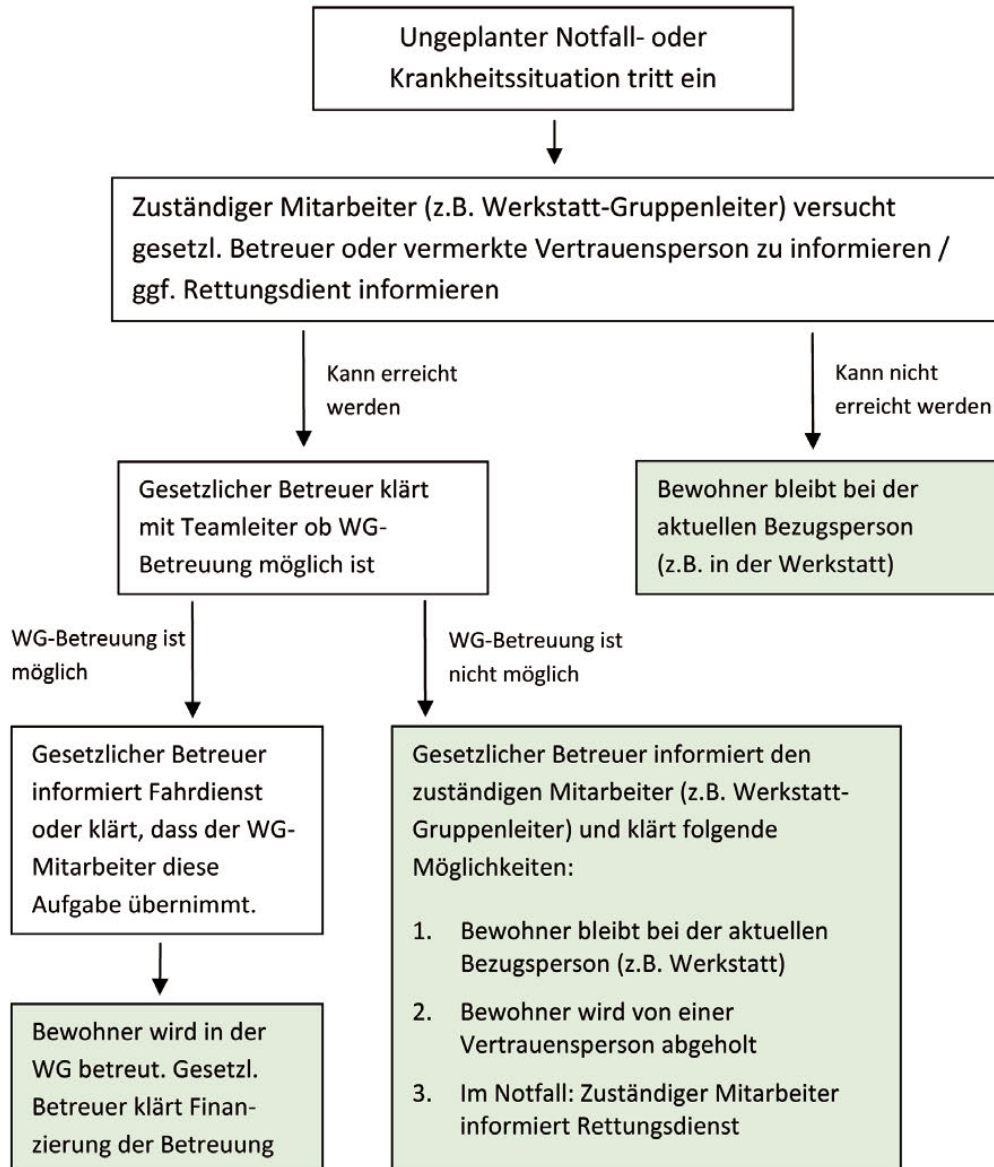 Ungeplanter Notfall- oder
Krankheitssituation tritt ein
Zuständiger Mitarbeiter (z.B. Werkstatt-Gruppenleiter) versucht
gesetzl. Betreuer oder vermerkte Vertrauensperson zu informieren /
ggf. Rettungsdient informieren
Kann erreicht
werden
Kann nicht
erreicht werden
Gesetzlicher Betreuer klärt
mit Teamleiter ob WG-
Betreuung möglich ist
Bewohner bleibt bei der
aktuellen Bezugsperson
(z.B. in der Werkstatt)
WG-Betreuung ist
möglich
WG-Betreuung ist
nicht möglich
Gesetzlicher Betreuer
informiert Fahrdienst
oder klärt, dass der WG-
Mitarbeiter diese
Aufgabe übernimmt.
Gesetzlicher Betreuer informiert den
zuständigen Mitarbeiter (z.B. Werkstatt-
Gruppenleiter) und klärt folgende
Möglichkeiten:
1. Bewohner bleibt bei der aktuellen
Bezugsperson (z.B. Werkstatt)
2. Bewohner wird von einer
Vertrauensperson abgeholt
3. Im Notfall: Zuständiger Mitarbeiter
informiert Rettungsdienst
Bewohner wird in der
WG betreut. Gesetzl.
Betreuer klärt Finan-
zierung der Betreuung